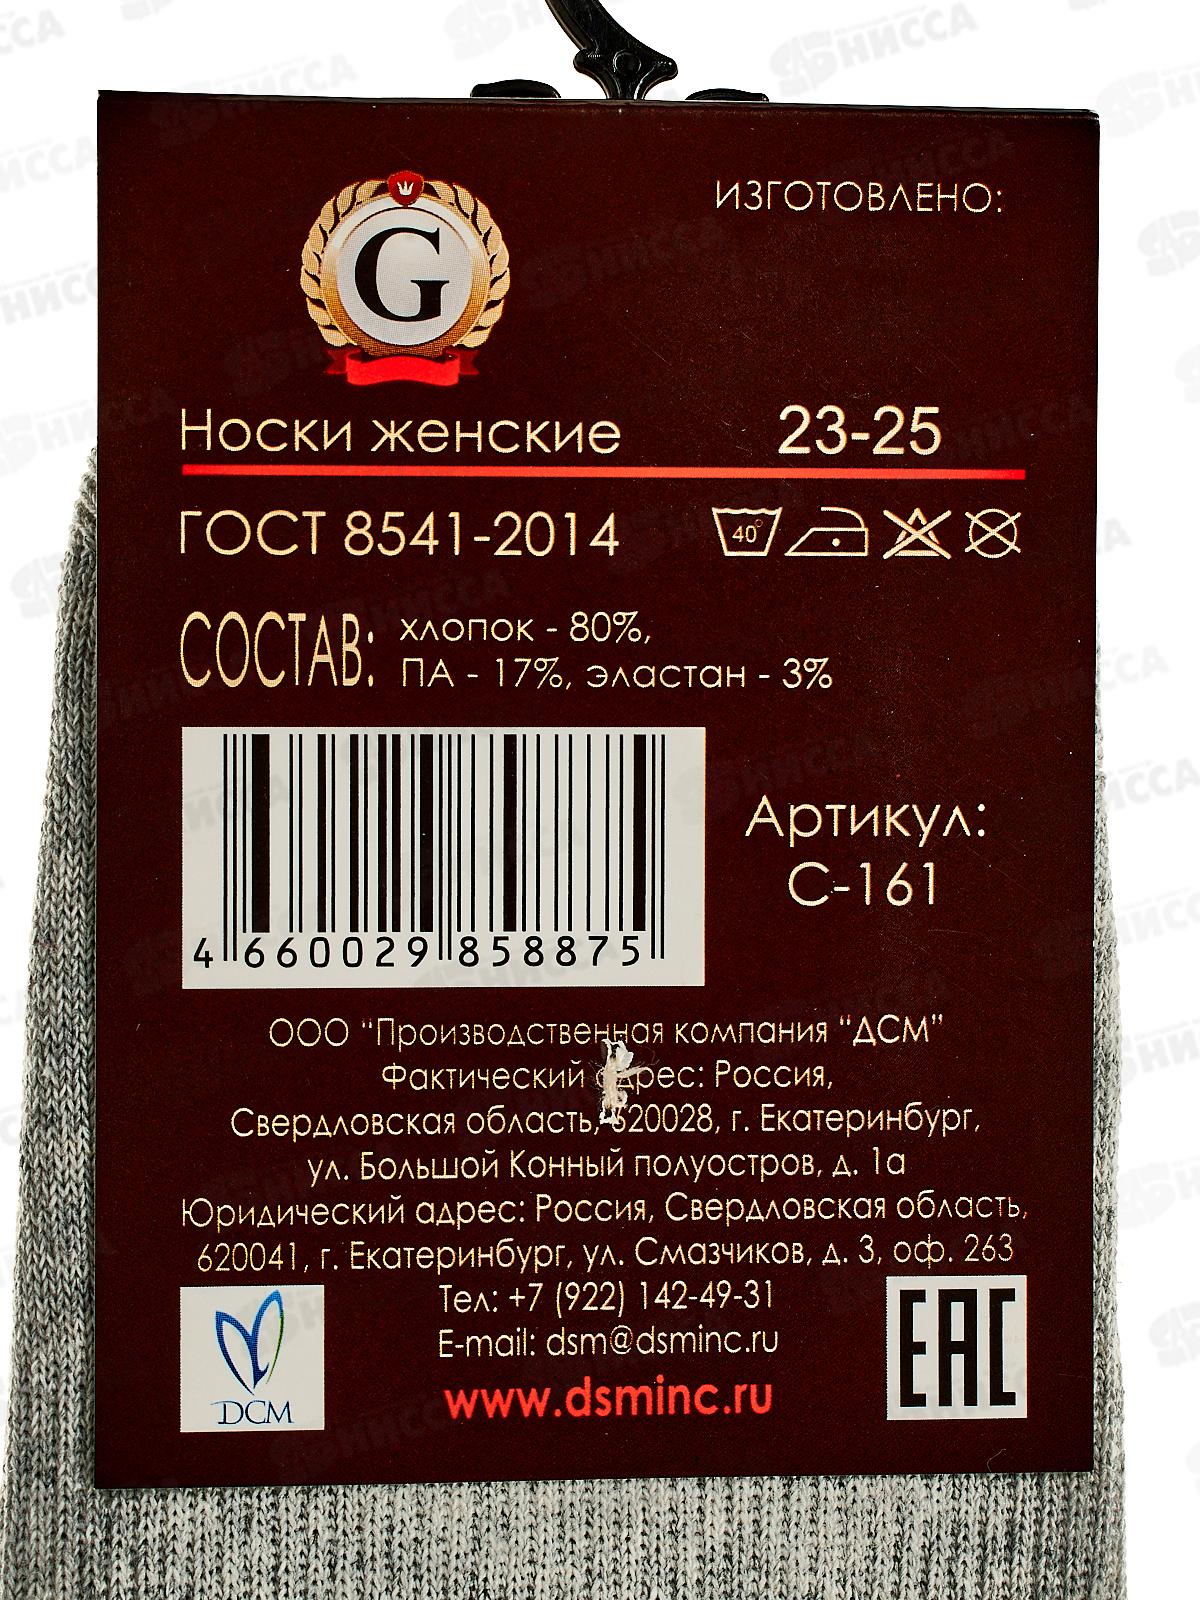 ИЗГОТОВЛЕНО:
G
Носки женские 23-25
ГОСТ 8541-2014 40°
СОСТАВ: хлопок - 80%,
ПА - 17%, эластан - 3%
Артикул:
С-161
4 660029 858875
ООО "Производственная компания "ДСМ"
Фактический адрес: Россия,
Свердловская область, 620028, г. Екатеринбург,
ул. Большой Конный полуостров, д. 1а
Юридический адрес: Россия, Свердловская область,
620041, г. Екатеринбург, ул. Смазчиков, д. 3, оф. 263
Тел: +7 (922) 142-49-31
E-mail: dsm@dsminc.ru
www.dsminc.ru
DCM
EAC